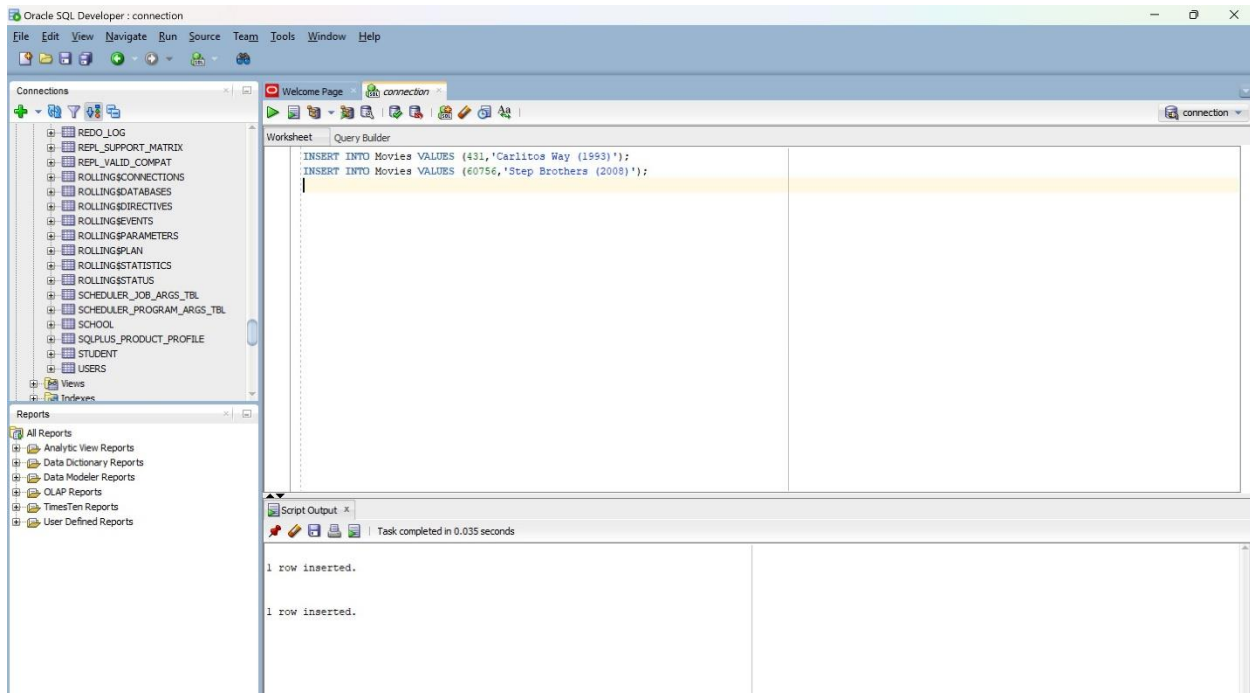 Oracle SQL Developer : connection
File Edit View Navigate Run Source Team Tools Window Help
Connections
REDO_LOG
REPL_SUPPORT_MATRIX
REPL_VALID_COMPAT
ROLLING$CONNECTIONS
ROLLING$DATABASES
ROLLING$DIRECTIVES
ROLLING$EVENTS
ROLLING$PARAMETERS
ROLLING$PLAN
ROLLING$STATISTICS
ROLLING$STATUS
SCHEDULER_JOB_ARGS_TBL
SCHEDULER_PROGRAM_ARGS_TBL
SCHOOL
SQLPLUS_PRODUCT_PROFILE
STUDENT
USERS
Views
Indexes
Reports
All Reports
Analytic View Reports
Data Dictionary Reports
Data Modeler Reports
OLAP Reports
TimesTen Reports
User Defined Reports
Welcome Page connection
connection
Worksheet Query Builder
INSERT INTO Movies VALUES (431,'Carlitos Way (1993)');
INSERT INTO Movies VALUES (60756,'Step Brothers (2008)');
Script Output
Task completed in 0.035 seconds
1 row inserted.
1 row inserted.